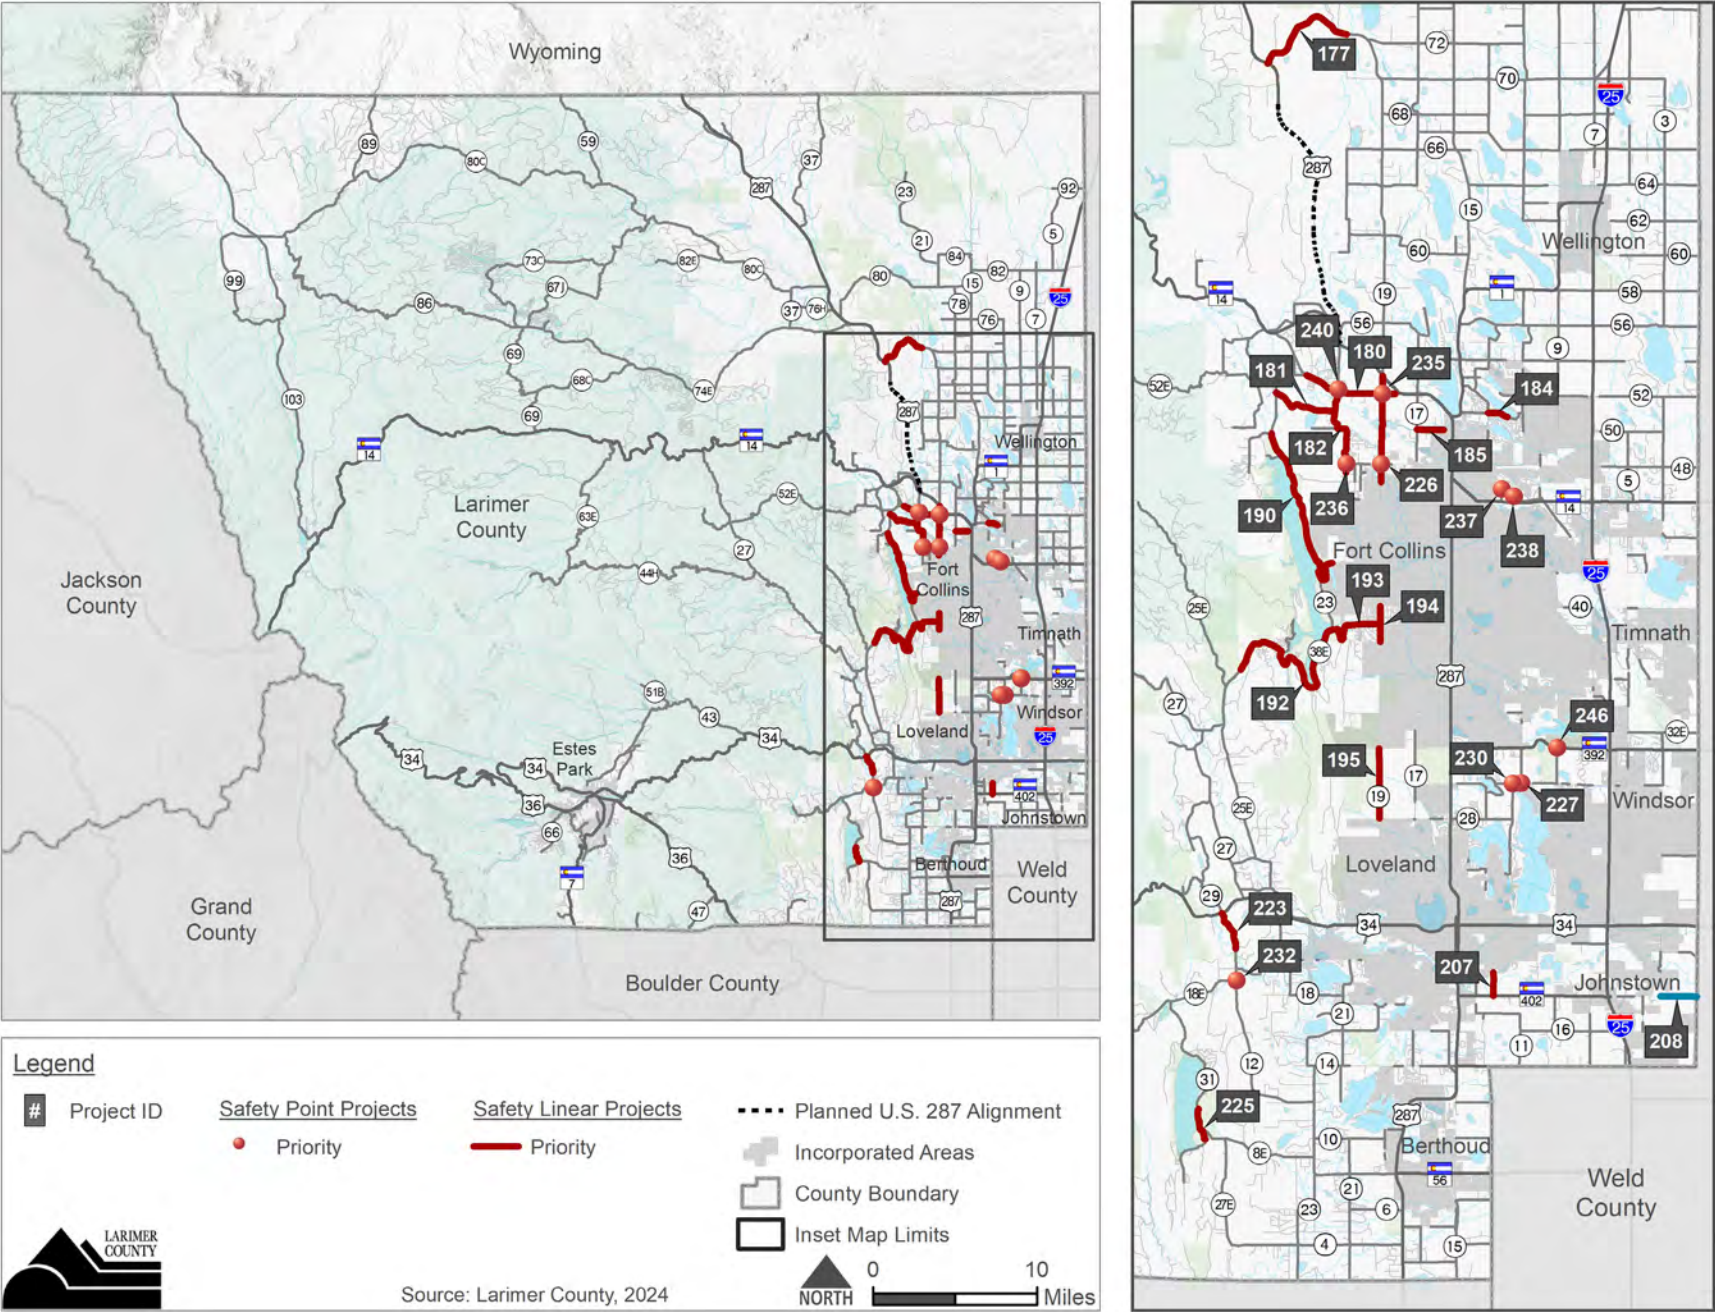 Wyoming
89
59
80C
37
287
23
92
5
21
84
73C
82E
80C
80
82
15
9
99
67J
25
86
37
76H
78
76
7
69
68C
74E
103
69
287
14
14
Wellington
1
Larimer
County
52E
63E
27
Jackson
County
44H
Fort
Collins
287
Timnath
392
51B
43
Windsor
34
Loveland
25
Estes
Park
34
34
36
402
Johnstown
66
36
Berthoud
Weld
County
7
287
47
Grand
County
Boulder County
Legend
# Project ID
Safety Point Projects
Priority
Safety Linear Projects
Priority
Planned U.S. 287 Alignment
Incorporated Areas
County Boundary
Inset Map Limits
LARIMER
COUNTY
Source: Larimer County, 2024
NORTH
0 10
Miles
177
72
70
25
3
68
7
66
287
64
15
62
Wellington
60
60
14
19
1
58
240
56
56
180
235
9
181
52E
184
52
17
50
182
185
48
226
5
190
236
237
14
238
Fort Collins
193
25
23
194
40
25E
Timnath
38E
287
192
27
246
32E
195
230
392
17
19
Windsor
25E
227
28
27
Loveland
29
223
34
34
232
207
Johnstown
18E
18
402
21
16
25
208
11
12
14
31
225
287
10
Berthoud
8E
56
21
Weld
County
27E
23
6
4
15